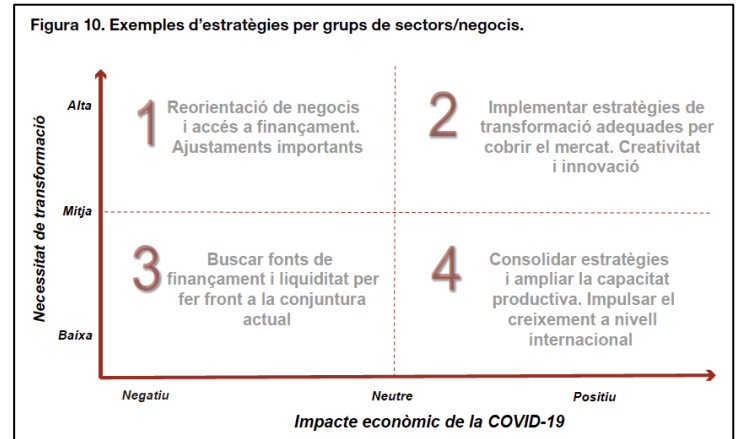 Figura 10. Exemples d'estratègies per grups de sectors/negocis.
Necessitat de transformació
Alta
Mitja
Baixa
1
Reorientació de negocis
i accés a finançament.
Ajustaments importants
2
Implementar estratègies de
transformació adequades per
cobrir el mercat. Creativitat
i innovació
3
Buscar fonts de
finançament i liquiditat per
fer front a la conjuntura
actual
4
Consolidar estratègies
i ampliar la capacitat
productiva. Impulsar el
creixement a nivell
internacional
Negatiu
Neutre
Positiu
Impacte econòmic de la COVID-19